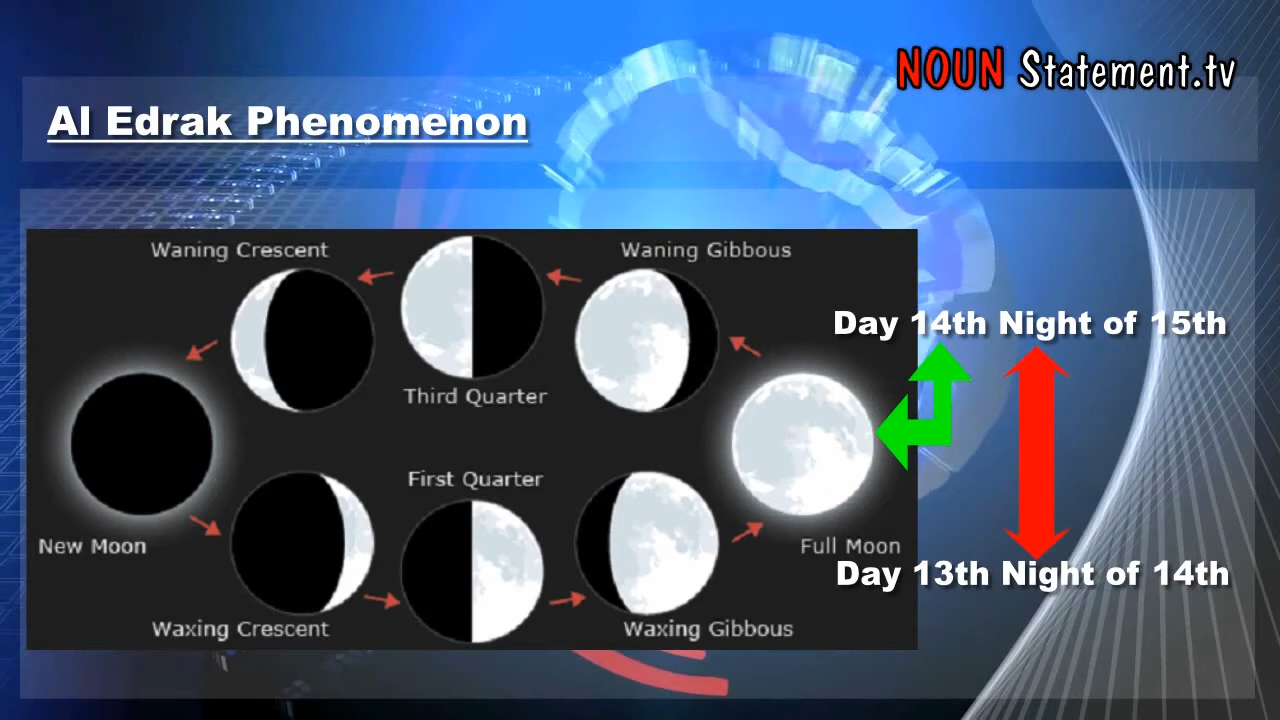 NOUN Statement.tv
Al Edrak Phenomenon
Waning Crescent
Waning Gibbous
Day 14th Night of 15th
Third Quarter
First Quarter
New Moon
Full Moon
Day 13th Night of 14th
Waxing Crescent
Waxing Gibbous